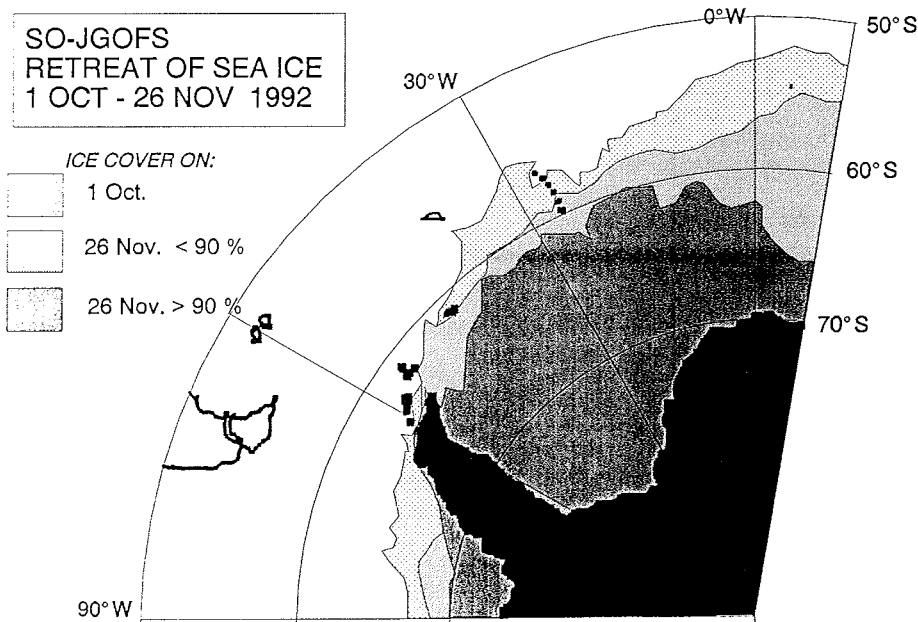 SO-JGOFS
RETREAT OF SEA ICE
1 OCT - 26 NOV 1992
ICE COVER ON:
1 Oct.
26 Nov. < 90 %
26 Nov. > 90 %
0°W
50°S
30°W
60°S
70°S
90°W